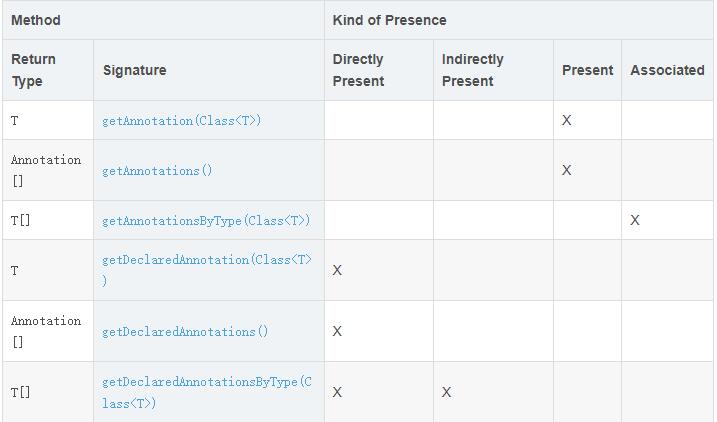 Method Kind of Presence
Return Type Signature Directly Present Indirectly Present Present Associated
T getAnnotation(Class<T>) X
Annotation[] getAnnotations() X
T[] getAnnotationsByType(Class<T>) X
T getDeclaredAnnotation(Class<T>) X
Annotation[] getDeclaredAnnotations() X
T[] getDeclaredAnnotationsByType(Class<T>) X X